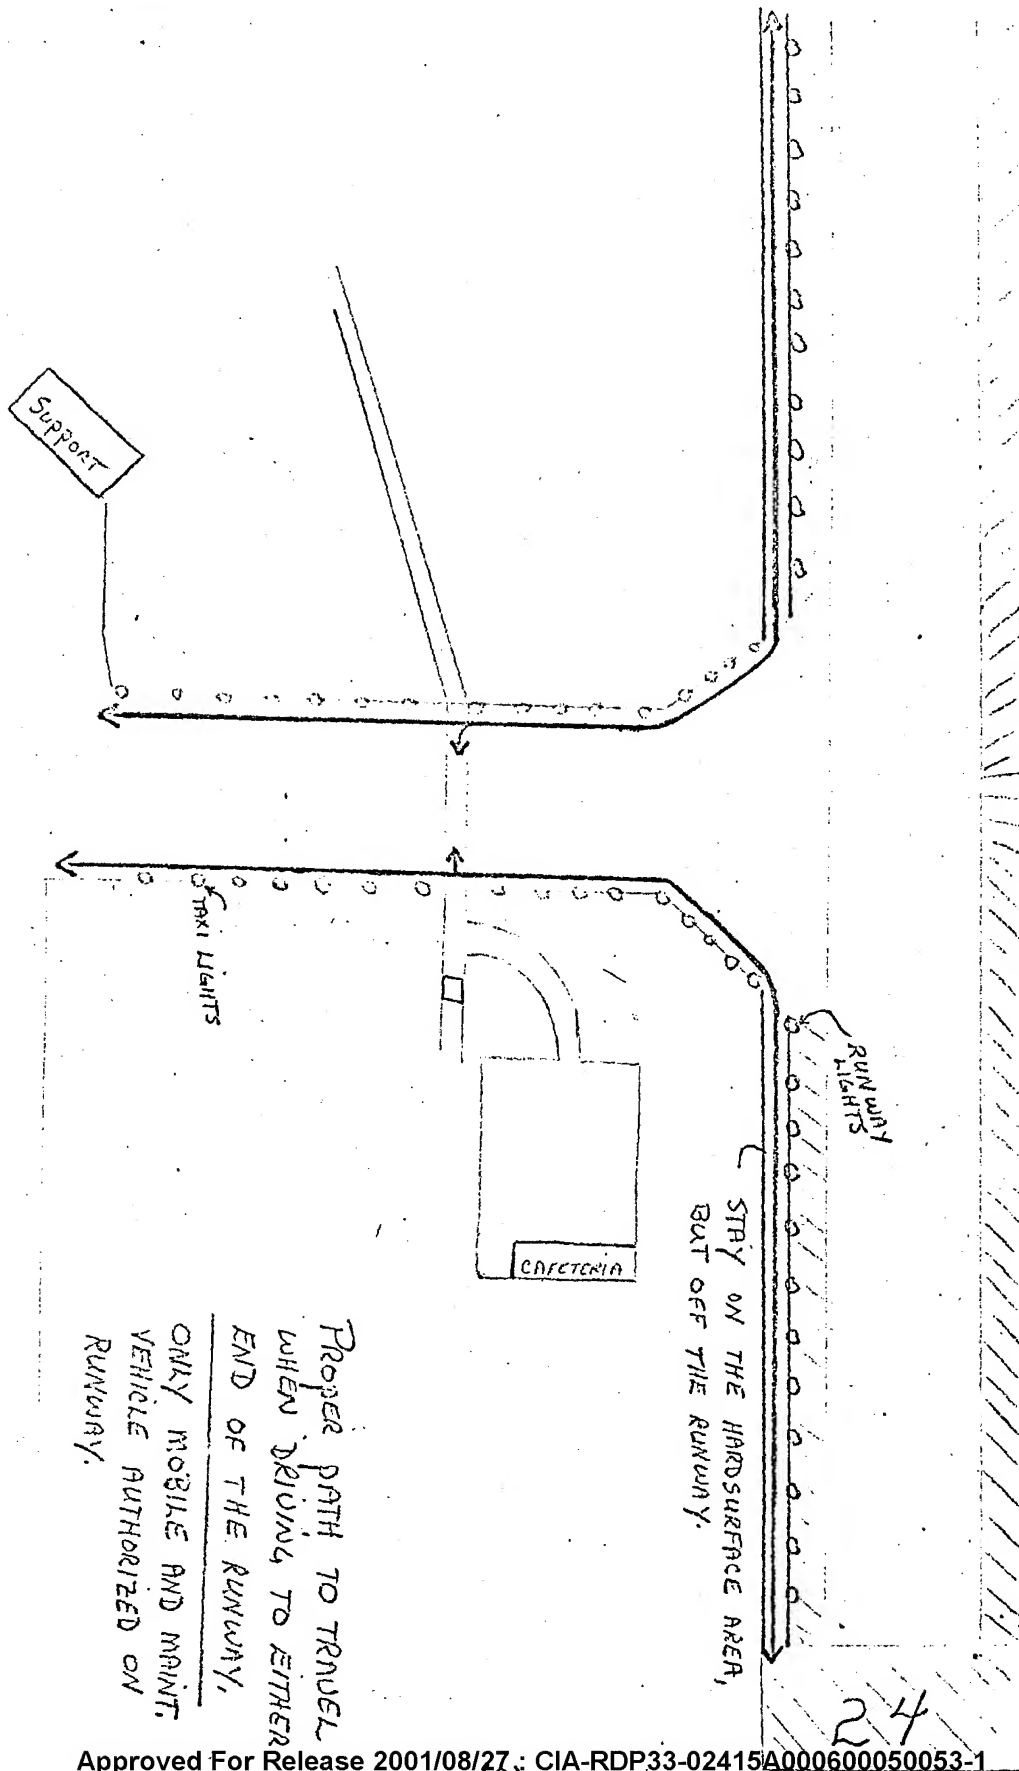 Support
TAXI LIGHTS
RUNWAY
LIGHTS
STAY ON THE HARDSURFACE AREA,
BUT OFF THE RUNWAY.
CAFETERIA
PROPER PATH TO TRAVEL
WHEN DRIVING TO EITHER
END OF THE RUNWAY.
ONLY MOBILE AND MAINT.
VEHICLE AUTHORIZED ON
RUNWAY.
24
Approved For Release 2001/08/27 : CIA-RDP33-02415A000600050053-1